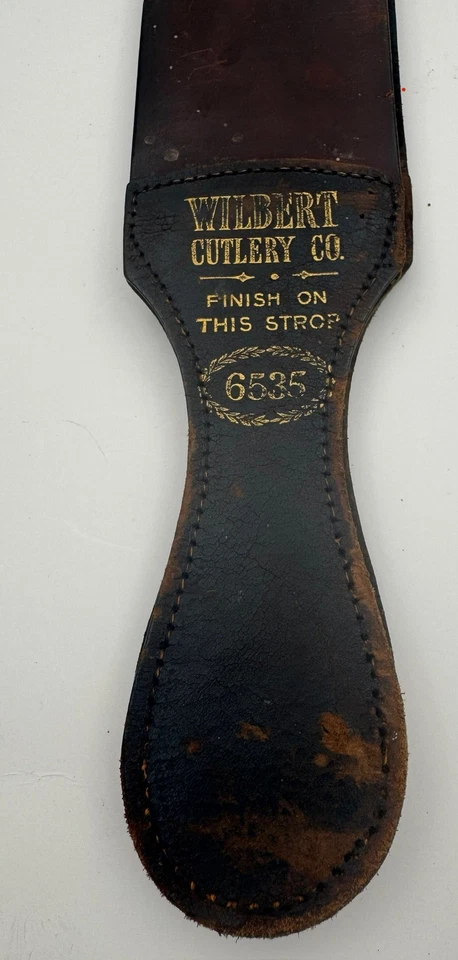 WILBERT
CUTLERY CO.
FINISH ON
THIS STROP
6535